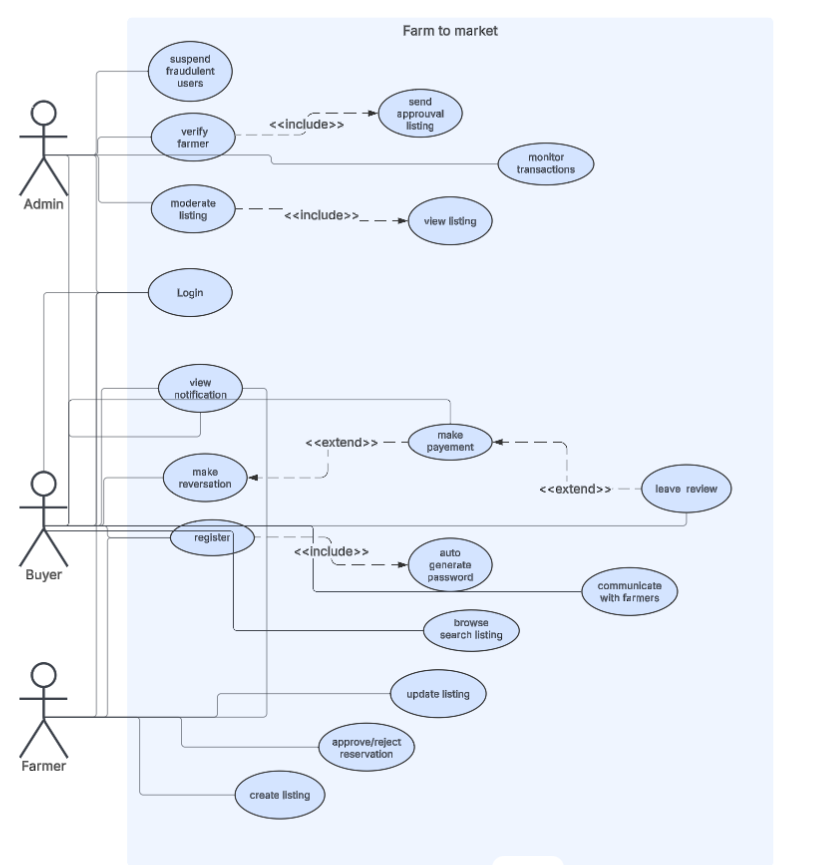 Farm to market
suspend
fraudulent
users
send
approuval
listing
<<include>>
verify
farmer
monitor
transactions
Admin
moderate
listing
<<include>>
view listing
Login
view
notification
make
payement
<<extend>>
make
reversation
<<extend>>
leave review
register
<<include>>
auto
generate
password
Buyer
communicate
with farmers
browse
search listing
update listing
approve/reject
reservation
Farmer
create listing